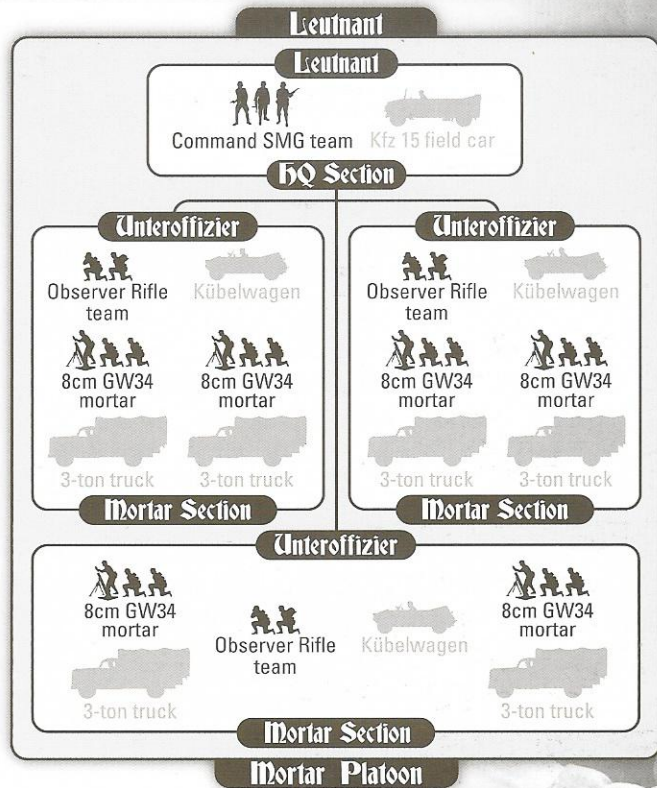 Leutnant
Leutnant
Command SMG team Kfz 15 field car
HQ Section
Unteroffizier
Observer Rifle
team
Kübelwagen
8cm GW34
mortar
8cm GW34
mortar
3-ton truck
3-ton truck
Mortar Section
Unteroffizier
Observer Rifle
team
Kübelwagen
8cm GW34
mortar
8cm GW34
mortar
3-ton truck
3-ton truck
Mortar Section
Unteroffizier
8cm GW34
mortar
3-ton truck
Observer Rifle
team
Kübelwagen
8cm GW34
mortar
3-ton truck
Mortar Section
Mortar Platoon